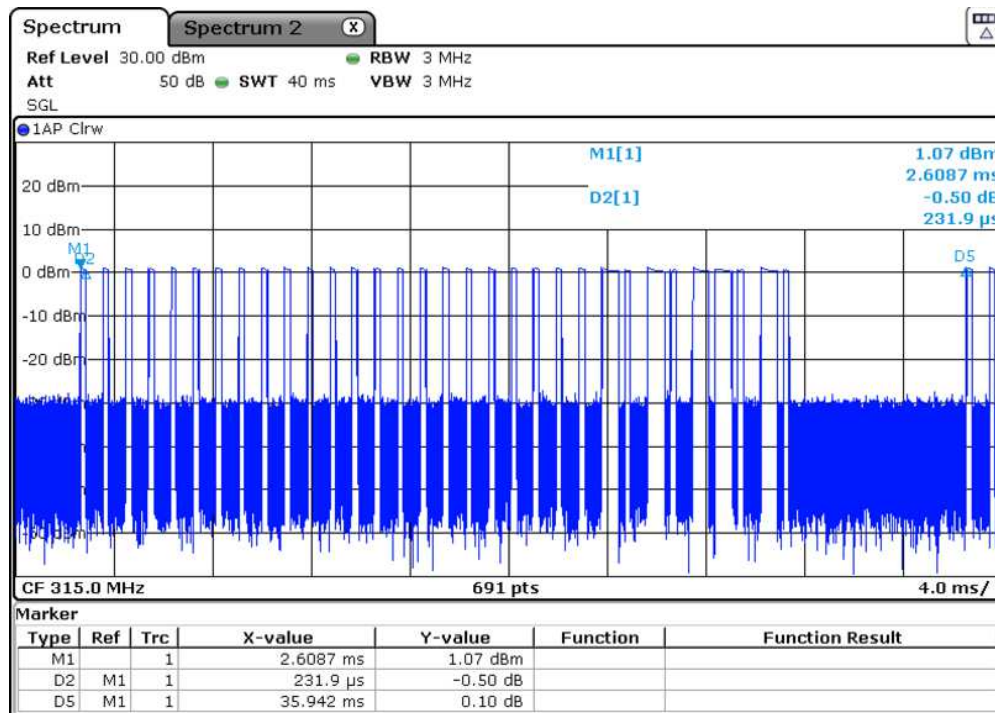 Spectrum Spectrum 2 X
Ref Level 30.00 dBm RBW 3 MHz
Att 50 dB SWT 40 ms VBW 3 MHz
SGL
1AP Clrw
M1[1] 1.07 dBm
2.6087 ms
20 dBm
D2[1] -0.50 dB
231.9 µs
10 dBm
M1
D2 D5
0 dBm
-10 dBm
-20 dBm
CF 315.0 MHz 691 pts 4.0 ms/
Marker
Type Ref Trc X-value Y-value Function Function Result
M1 1 2.6087 ms 1.07 dBm
D2 M1 1 231.9 µs -0.50 dB
D5 M1 1 35.942 ms 0.10 dB